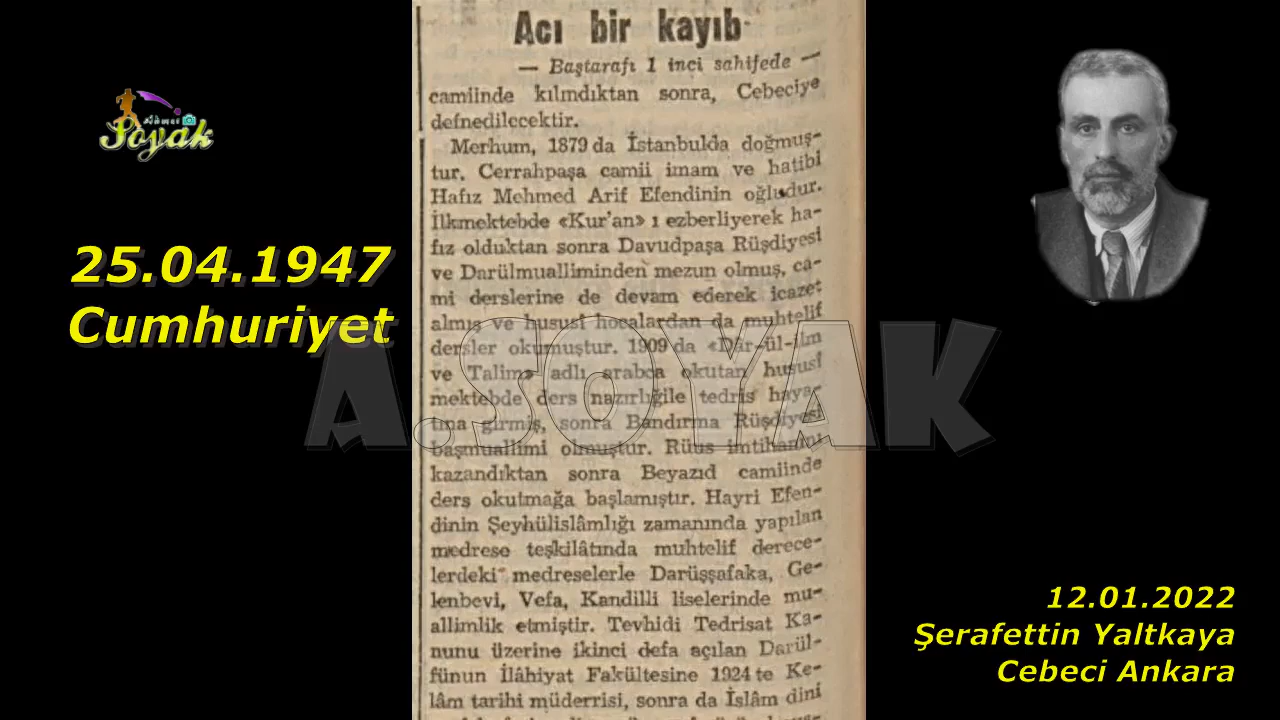 Ahmet
Soyak
25.04.1947
Cumhuriyet
Acı bir kayıb
— Baştarafı 1 inci sahifede —
camiinde kılındıktan sonra, Cebeciye
defnedilecektir.
Merhum, 1879 da İstanbulda doğmuş-
tur. Cerrahpaşa camii imam ve hatibi
Hafız Mehmed Arif Efendinin oğludur.
İlkmektebde «Kur'an» ı ezberliyerek ha-
fız olduktan sonra Davudpaşa Rüşdiyesi
ve Darülmualliminden mezun olmuş, ca-
mi derslerine de devam ederek icazet
almış ve hususî hocalardan da muhtelif
dersler okumuştur. 1909 da «Dâr-ül-ilm
ve Talim» adlı arabca okutan hususî
mektebde ders nazırlığile tedris haya-
tına girmiş, sonra Bandırma Rüşdiyesi
başmuallimi olmuştur. Rüus imtihanını
kazandıktan sonra Beyazıd camiinde
ders okutmağa başlamıştır. Hayri Efen-
dinin Şeyhülislâmlığı zamanında yapılan
medrese teşkilâtında muhtelif derece-
lerdeki medreselerle Darüşşafaka, Ge-
lenbevi, Vefa, Kandilli liselerinde mu-
allimlik etmiştir. Tevhidi Tedrisat Ka-
nunu üzerine ikinci defa açılan Darül-
fünun İlâhiyat Fakültesine 1924 te Ke-
lâm tarihi müderrisi, sonra da İslâm dini
A.SOYAK
12.01.2022
Şerafettin Yaltkaya
Cebeci Ankara